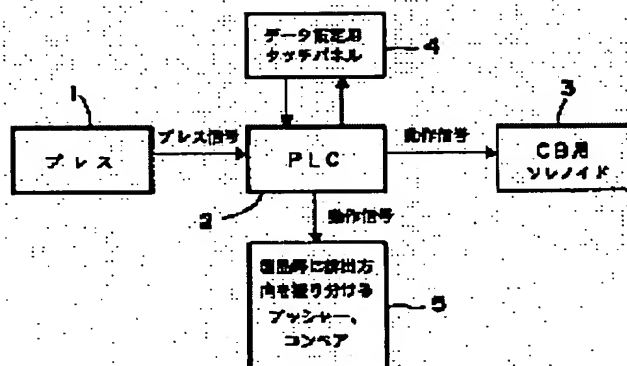 データ設定用
タッチパネル
4
1
3
プレス
プレス信号
PLC
動作信号
CB用
ソレノイド
2
動作信号
に排出方
向を振り分ける
プッシャー、
コンベア
5